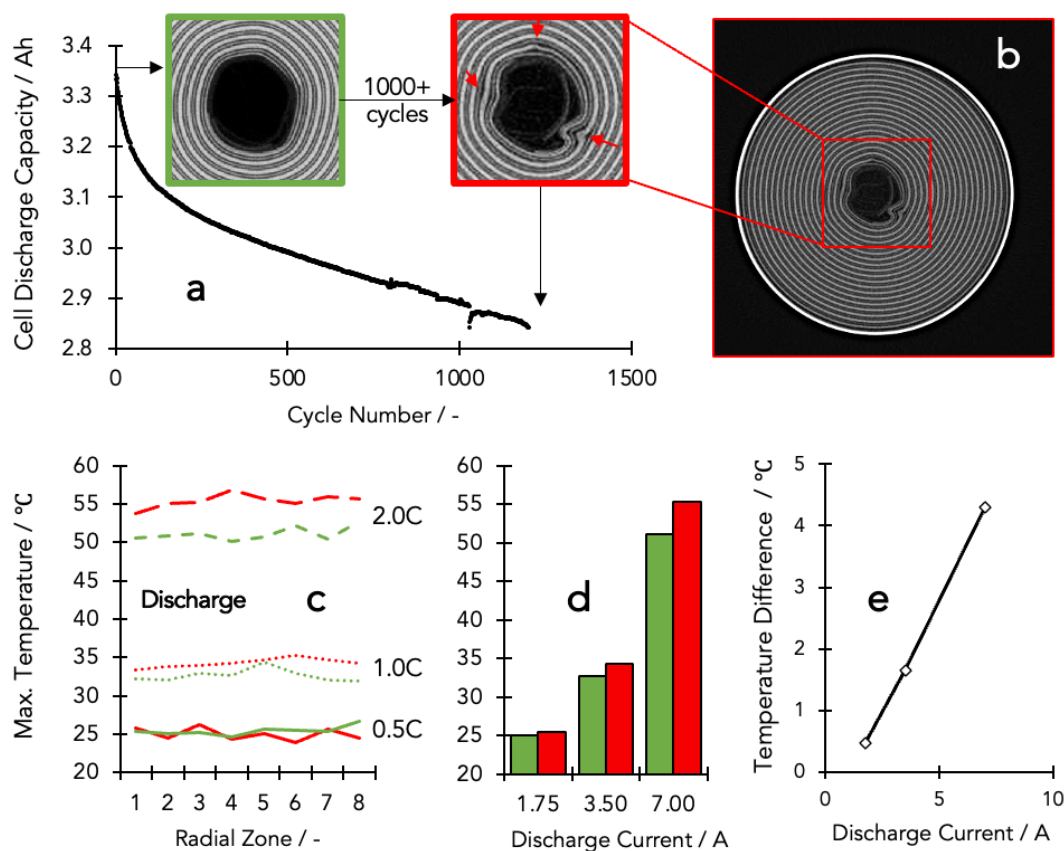 a
Cell Discharge Capacity / Ah
3.4
3.3
3.2
3.1
3.0
2.9
2.8
0
500
1000
1500
Cycle Number / -
1000+
cycles
b
Max. Temperature / °C
60
55
50
45
40
35
30
25
20
2.0C
Discharge
c
1.0C
0.5C
1 2 3 4 5 6 7 8
Radial Zone / -
60
55
50
45
40
35
30
25
20
d
1.75 3.50 7.00
Discharge Current / A
Temperature Difference / °C
5
4
3
2
1
0
e
0 5 10
Discharge Current / A